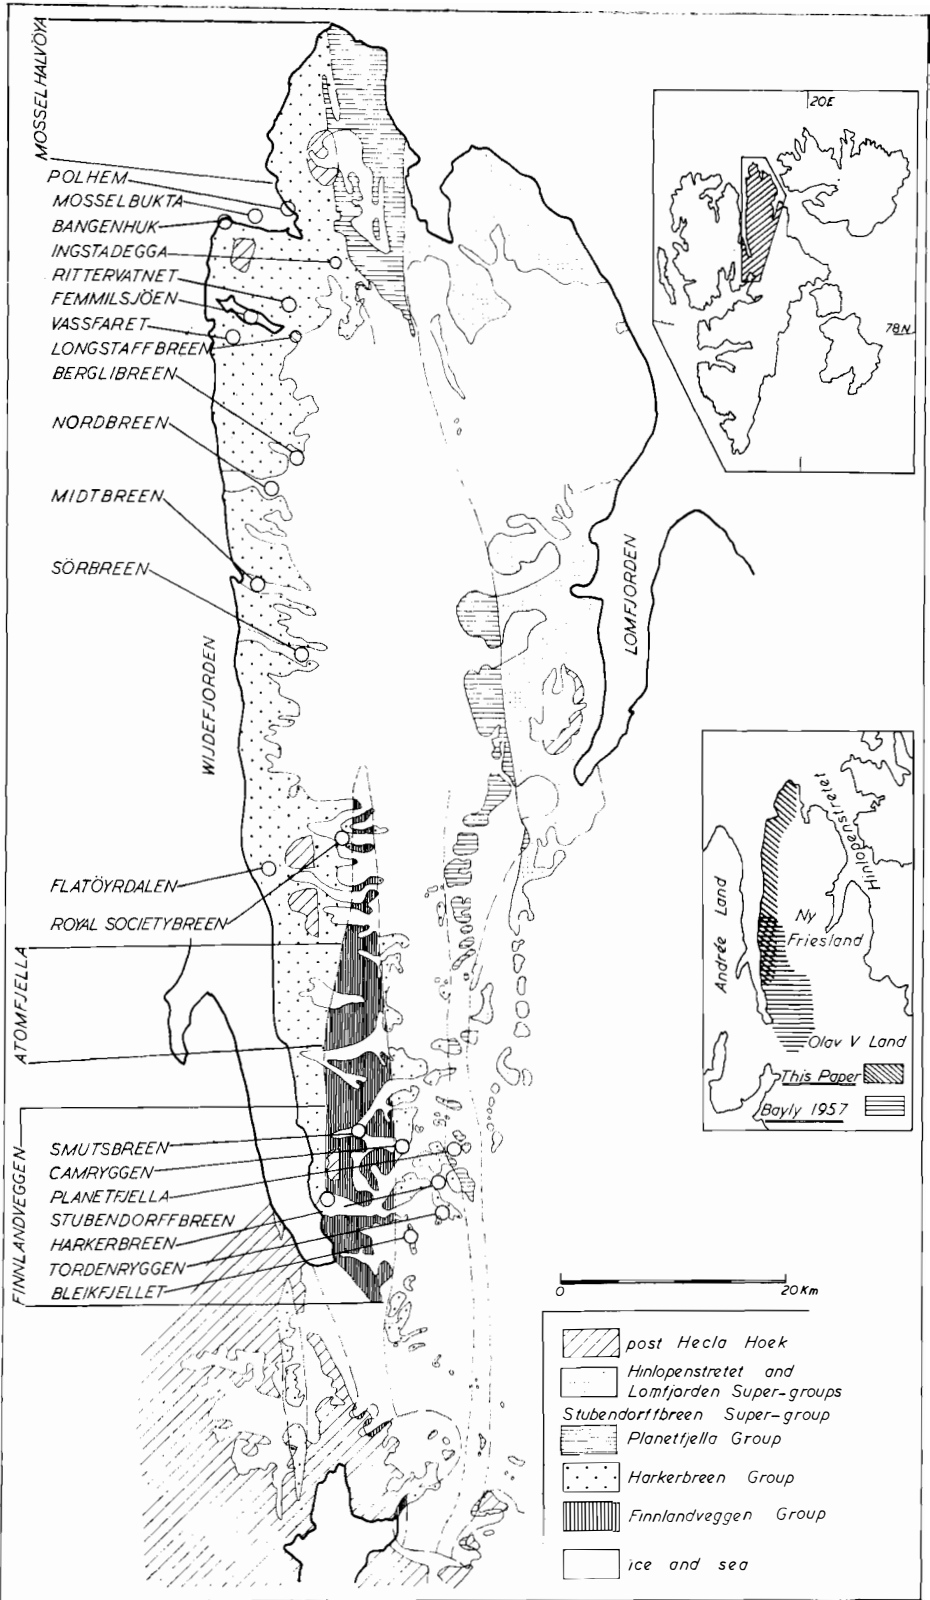 MOSSELHALVÖYA
POLHEM
MOSSELBUKTA
BANGENHUK
INGSTADEGGA
RITTERVATNET
FEMMILSJÖEN
VASSFARET
LONGSTAFFBREEN
BERGLIBREEN
NORDBREEN
MIDTBREEN
SÖRBREEN
WIJDEFJORDEN
LOMFJORDEN
FLATÖYRDALEN
ROYAL SOCIETYBREEN
ATOMFJELLA
FINNLANDVEGGEN
SMUTSBREEN
CAMRYGGEN
PLANETFJELLA
STUBENDORFFBREEN
HARKERBREEN
TORDENRYGGEN
BLEIKFJELLET
20E
78N
Hinlopenstretet
Andrée Land
Ny
Friesland
Olav V Land
This Paper
Bayly 1957
0 20 Km
post Hecla Hoek
Hinlopenstretet and
Lomfjorden Super-groups
Stubendorffbreen Super-group
Planetfjella Group
Harkerbreen Group
Finnlandveggen Group
ice and sea